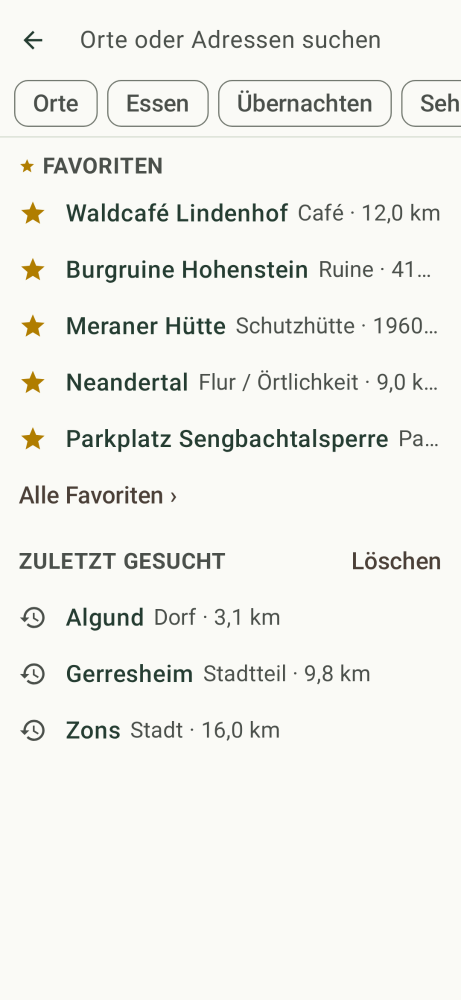 Orte oder Adressen suchen
Orte Essen Übernachten Seh
FAVORITEN
Waldcafé Lindenhof Café · 12,0 km
Burgruine Hohenstein Ruine · 41…
Meraner Hütte Schutzhütte · 1960…
Neandertal Flur / Örtlichkeit · 9,0 k…
Parkplatz Sengbachtalsperre Pa…
Alle Favoriten ›
ZULETZT GESUCHT Löschen
Algund Dorf · 3,1 km
Gerresheim Stadtteil · 9,8 km
Zons Stadt · 16,0 km